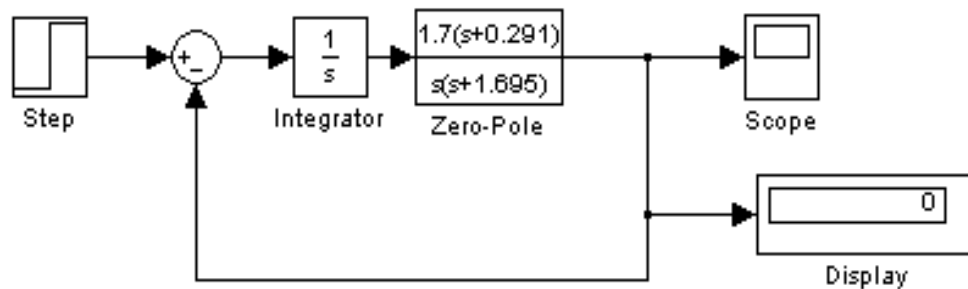 Step
+
−
1
s
Integrator
1.7(s+0.291)
s(s+1.695)
Zero-Pole
Scope
0
Display